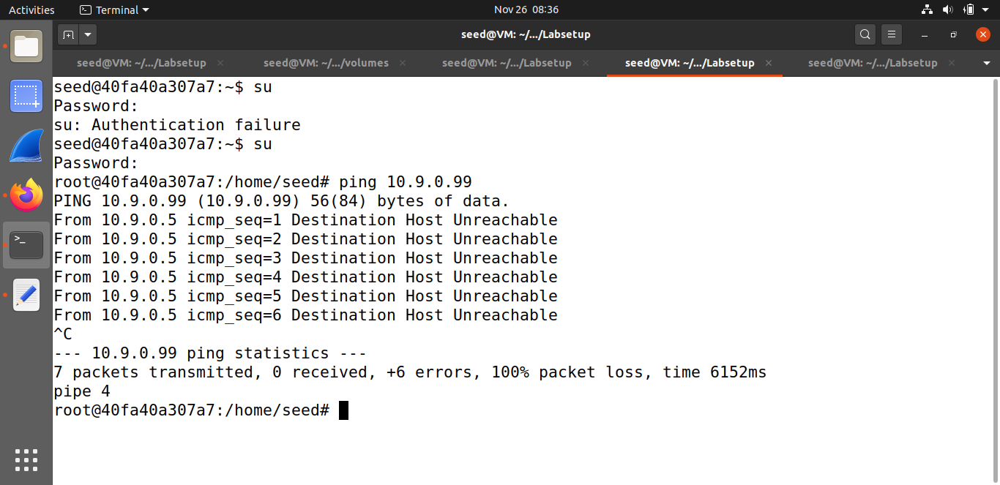 Activities
Terminal
Nov 26 08:36
seed@VM: ~/.../Labsetup
seed@VM: ~/.../Labsetup
seed@VM: ~/.../volumes
seed@VM: ~/.../Labsetup
seed@VM: ~/.../Labsetup
seed@VM: ~/.../Labsetup
seed@40fa40a307a7:~$ su
Password:
su: Authentication failure
seed@40fa40a307a7:~$ su
Password:
root@40fa40a307a7:/home/seed# ping 10.9.0.99
PING 10.9.0.99 (10.9.0.99) 56(84) bytes of data.
From 10.9.0.5 icmp_seq=1 Destination Host Unreachable
From 10.9.0.5 icmp_seq=2 Destination Host Unreachable
From 10.9.0.5 icmp_seq=3 Destination Host Unreachable
From 10.9.0.5 icmp_seq=4 Destination Host Unreachable
From 10.9.0.5 icmp_seq=5 Destination Host Unreachable
From 10.9.0.5 icmp_seq=6 Destination Host Unreachable
^C
--- 10.9.0.99 ping statistics ---
7 packets transmitted, 0 received, +6 errors, 100% packet loss, time 6152ms
pipe 4
root@40fa40a307a7:/home/seed#